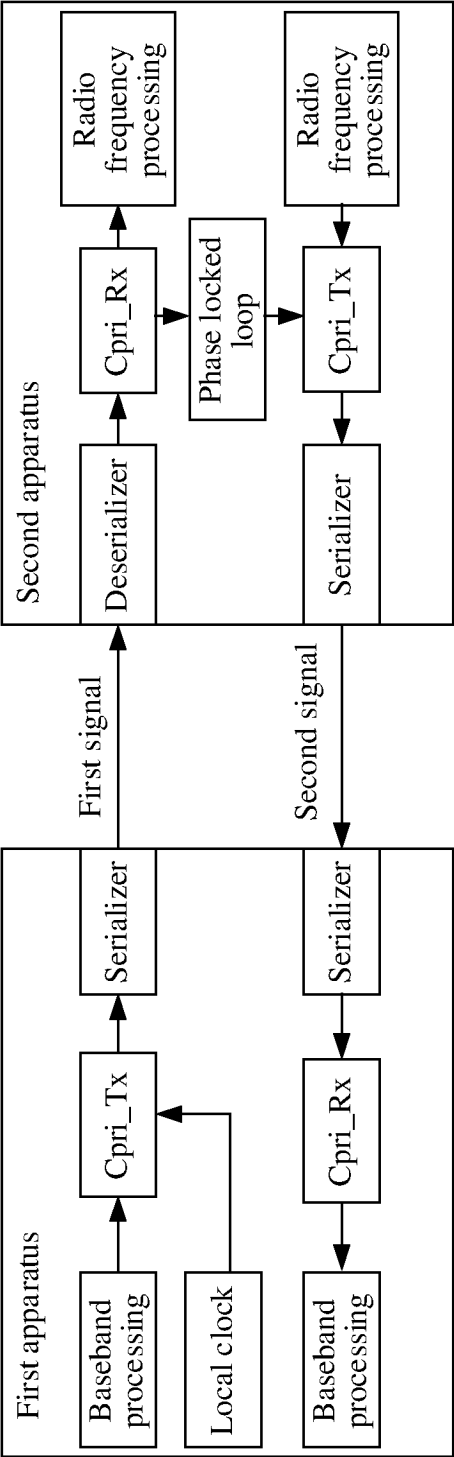 First apparatus
Baseband
processing
Cpri_Tx
Serializer
Local clock
Baseband
processing
Cpri_Rx
Serializer
First signal
Second signal
Second apparatus
Deserializer
Cpri_Rx
Radio
frequency
processing
Phase locked
loop
Serializer
Cpri_Tx
Radio
frequency
processing